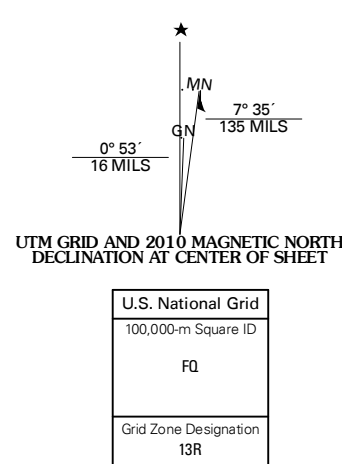 ★
MN
7° 35´
135 MILS
GN
0° 53´
16 MILS
UTM GRID AND 2010 MAGNETIC NORTH
DECLINATION AT CENTER OF SHEET
U.S. National Grid
100,000-m Square ID
FQ
Grid Zone Designation
13R